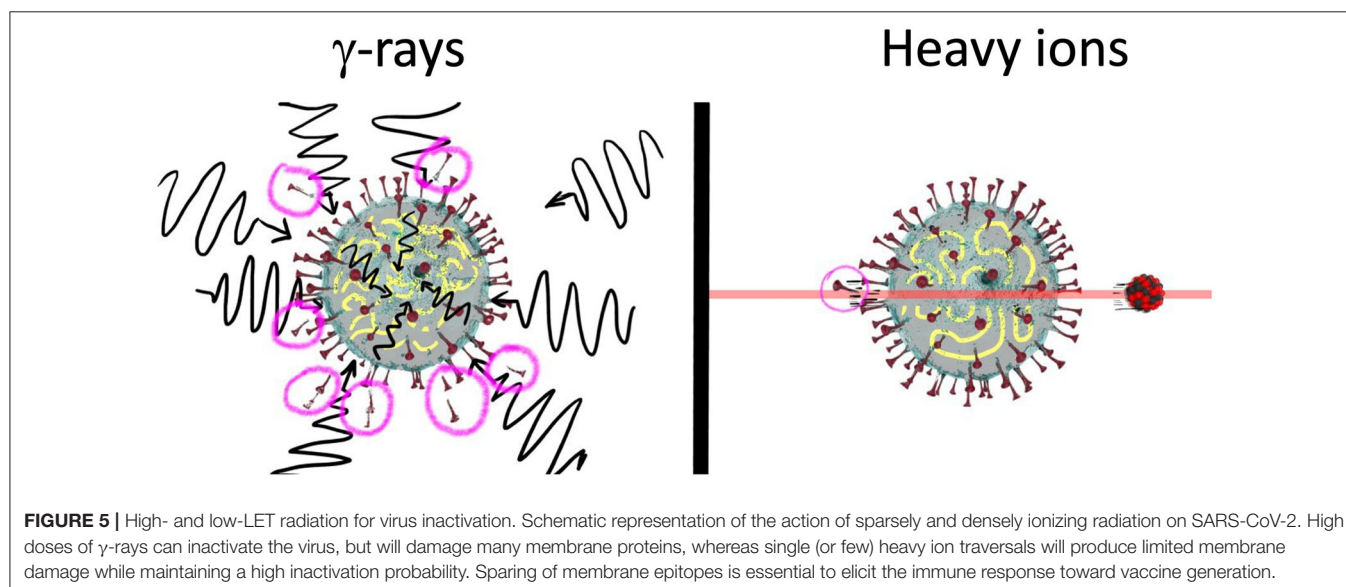 γ-rays
Heavy ions
FIGURE 5 | High- and low-LET radiation for virus inactivation. Schematic representation of the action of sparsely and densely ionizing radiation on SARS-CoV-2. High
doses of γ-rays can inactivate the virus, but will damage many membrane proteins, whereas single (or few) heavy ion traversals will produce limited membrane
damage while maintaining a high inactivation probability. Sparing of membrane epitopes is essential to elicit the immune response toward vaccine generation.